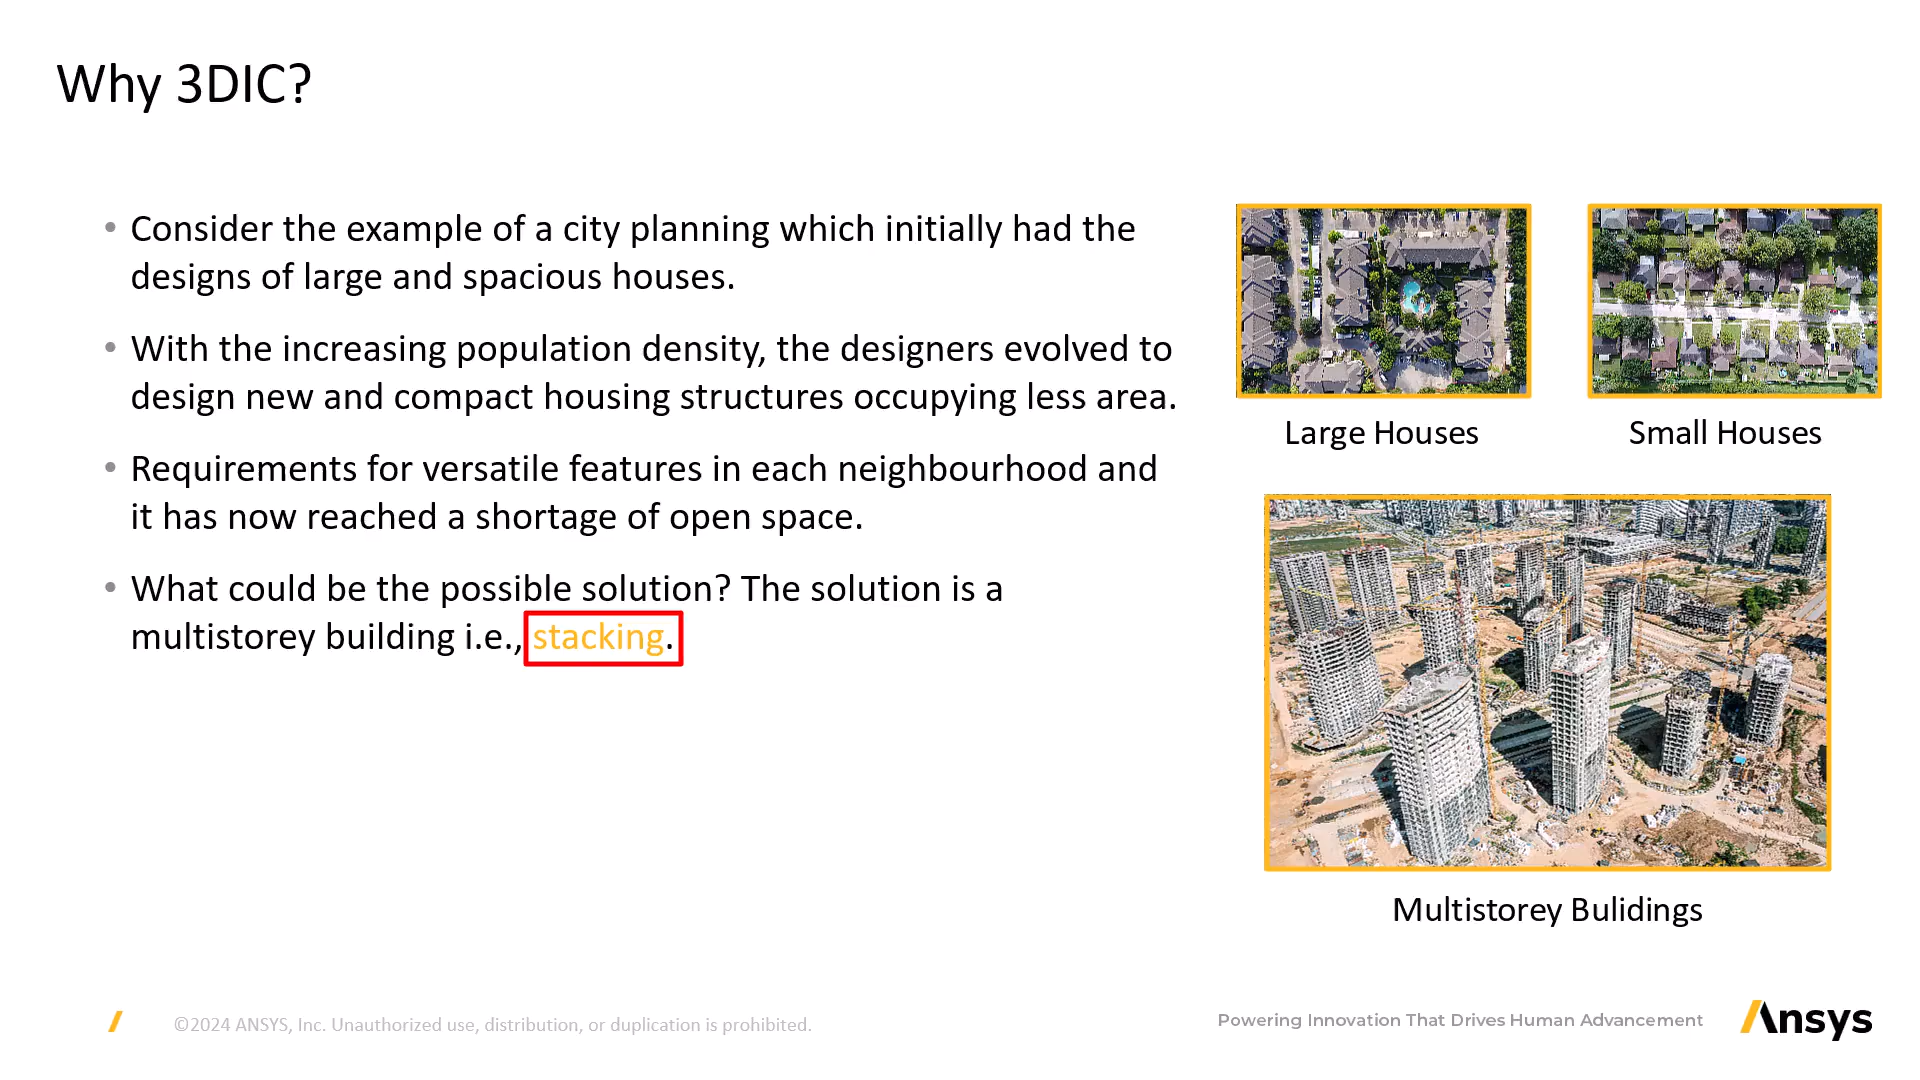 Why 3DIC?
• Consider the example of a city planning which initially had the
designs of large and spacious houses.
• With the increasing population density, the designers evolved to
design new and compact housing structures occupying less area.
• Requirements for versatile features in each neighbourhood and
it has now reached a shortage of open space.
• What could be the possible solution? The solution is a
multistorey building i.e., stacking.
Large Houses
Small Houses
Multistorey Bulidings
©2024 ANSYS, Inc. Unauthorized use, distribution, or duplication is prohibited.
Powering Innovation That Drives Human Advancement
Ansys